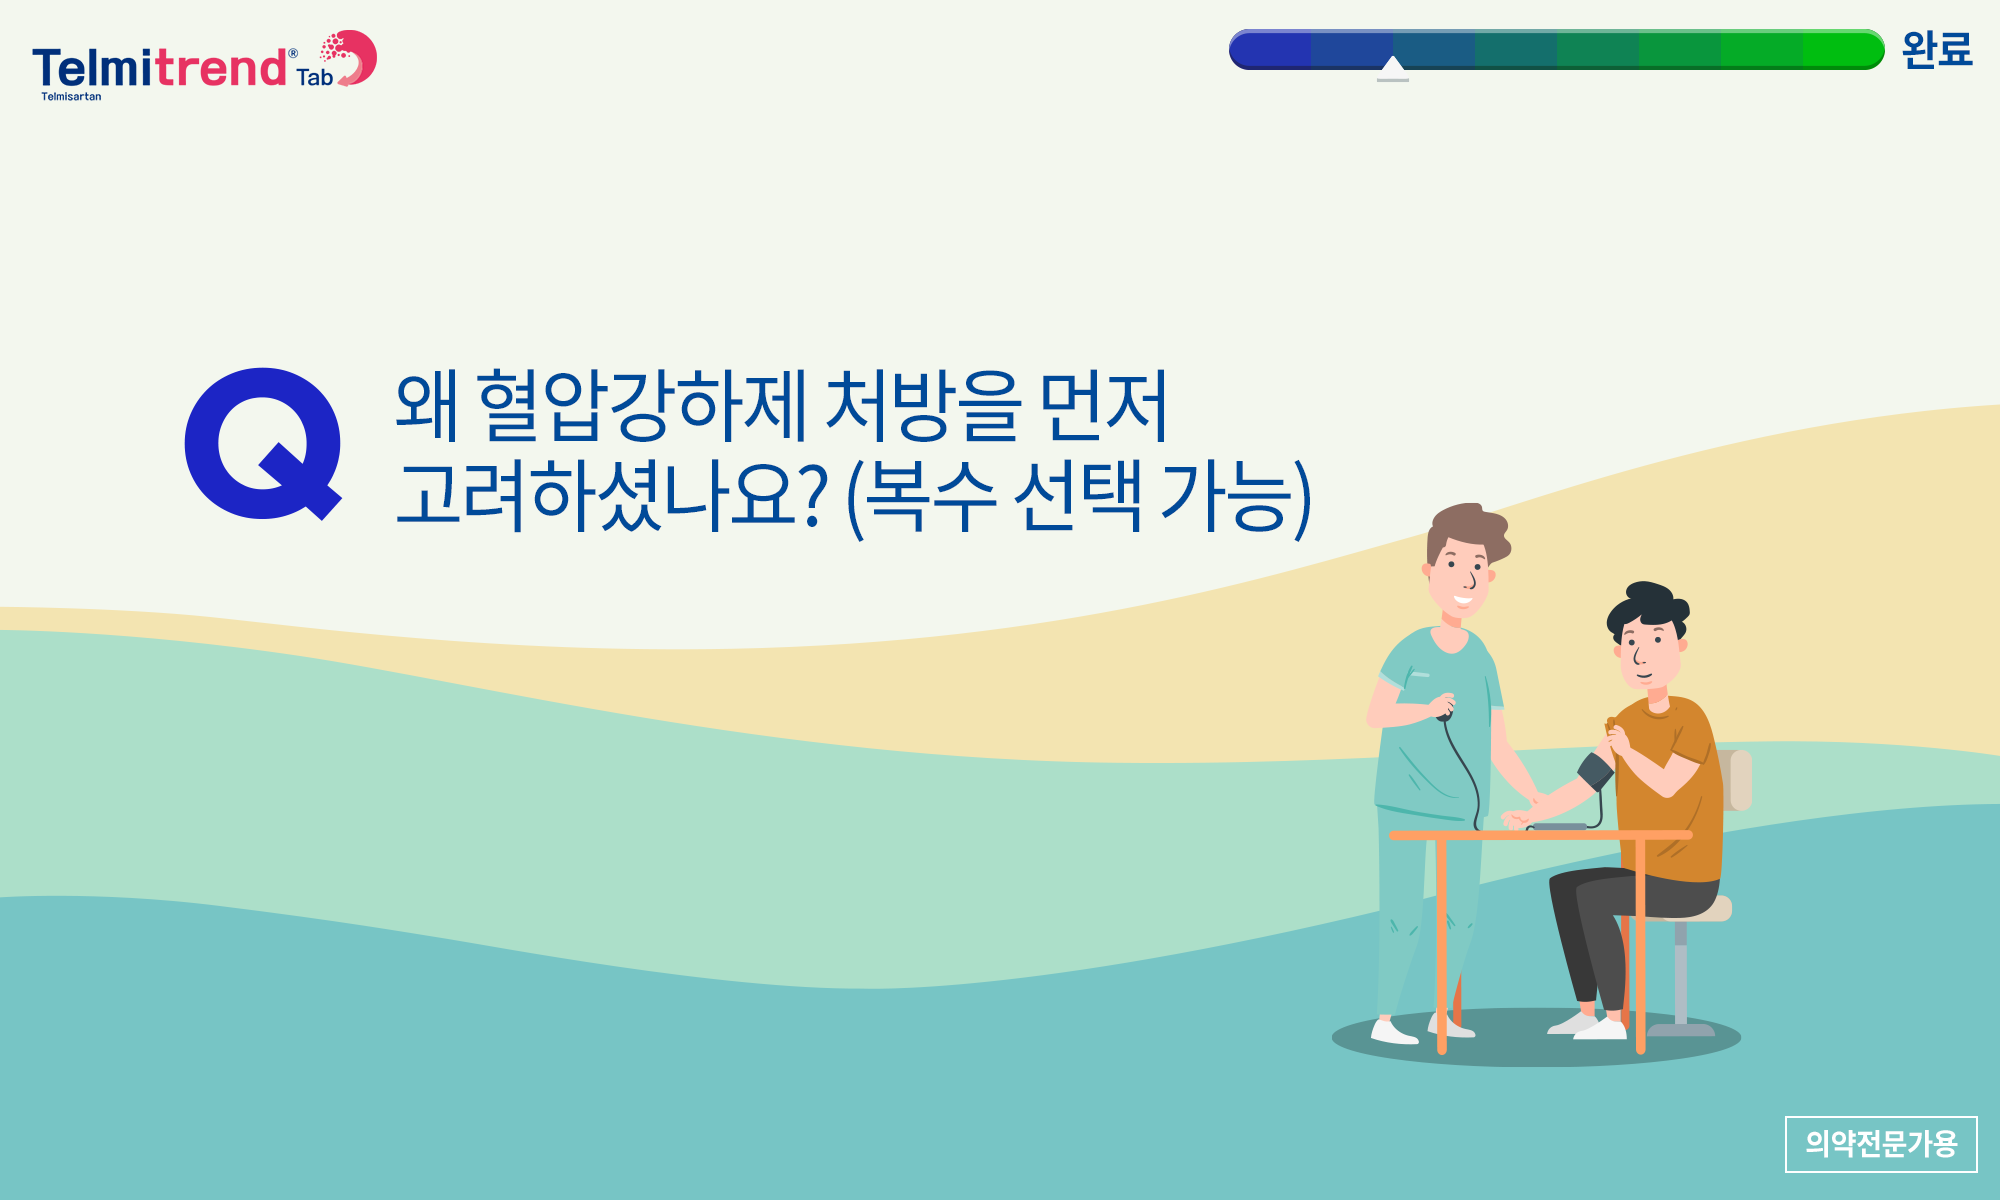 Telmitrend® Tab
Telmisartan
완료
Q 왜 혈압강하제 처방을 먼저
고려하셨나요? (복수 선택 가능)
의약전문가용